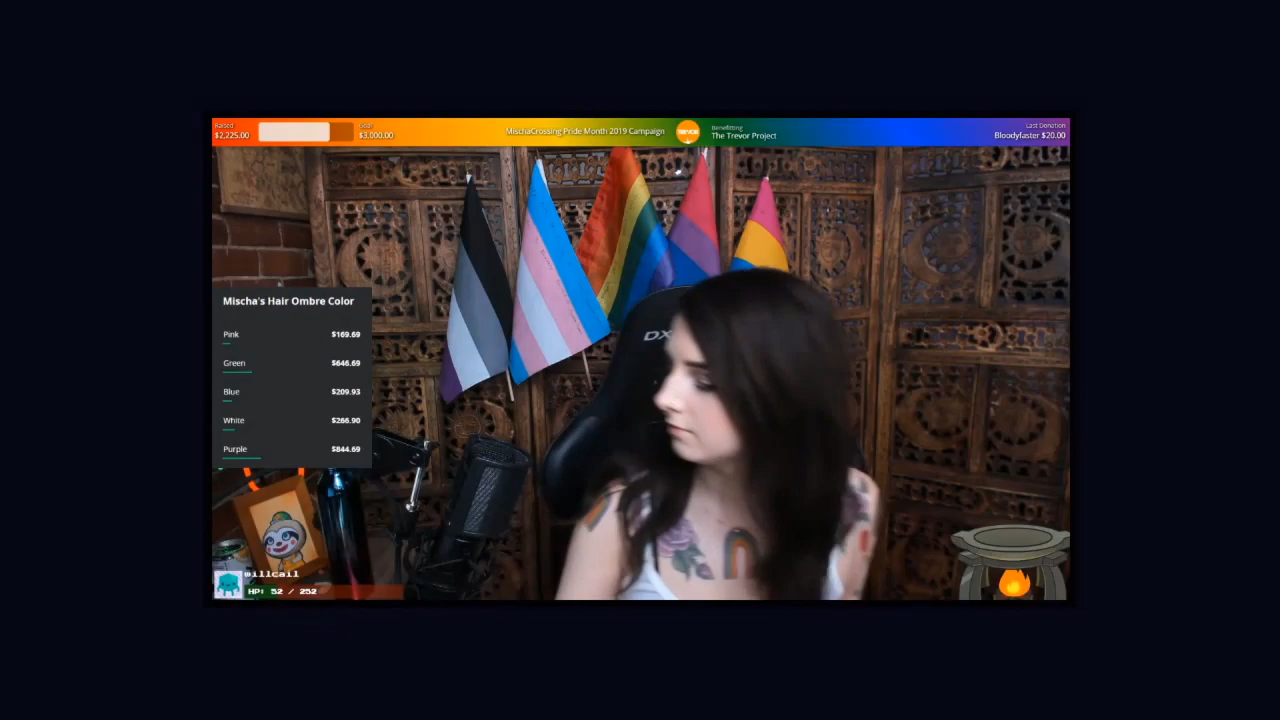 Raised
$2,225.00
Goal
$3,000.00
MischaCrossing Pride Month 2019 Campaign
TREVOR
Benefitting
The Trevor Project
Last Donation
Bloodyfaster $20.00
DX
Mischa's Hair Ombre Color
Pink $169.69
Green $646.69
Blue $209.93
White $266.90
Purple $844.69
willcail
HP: 52 / 252